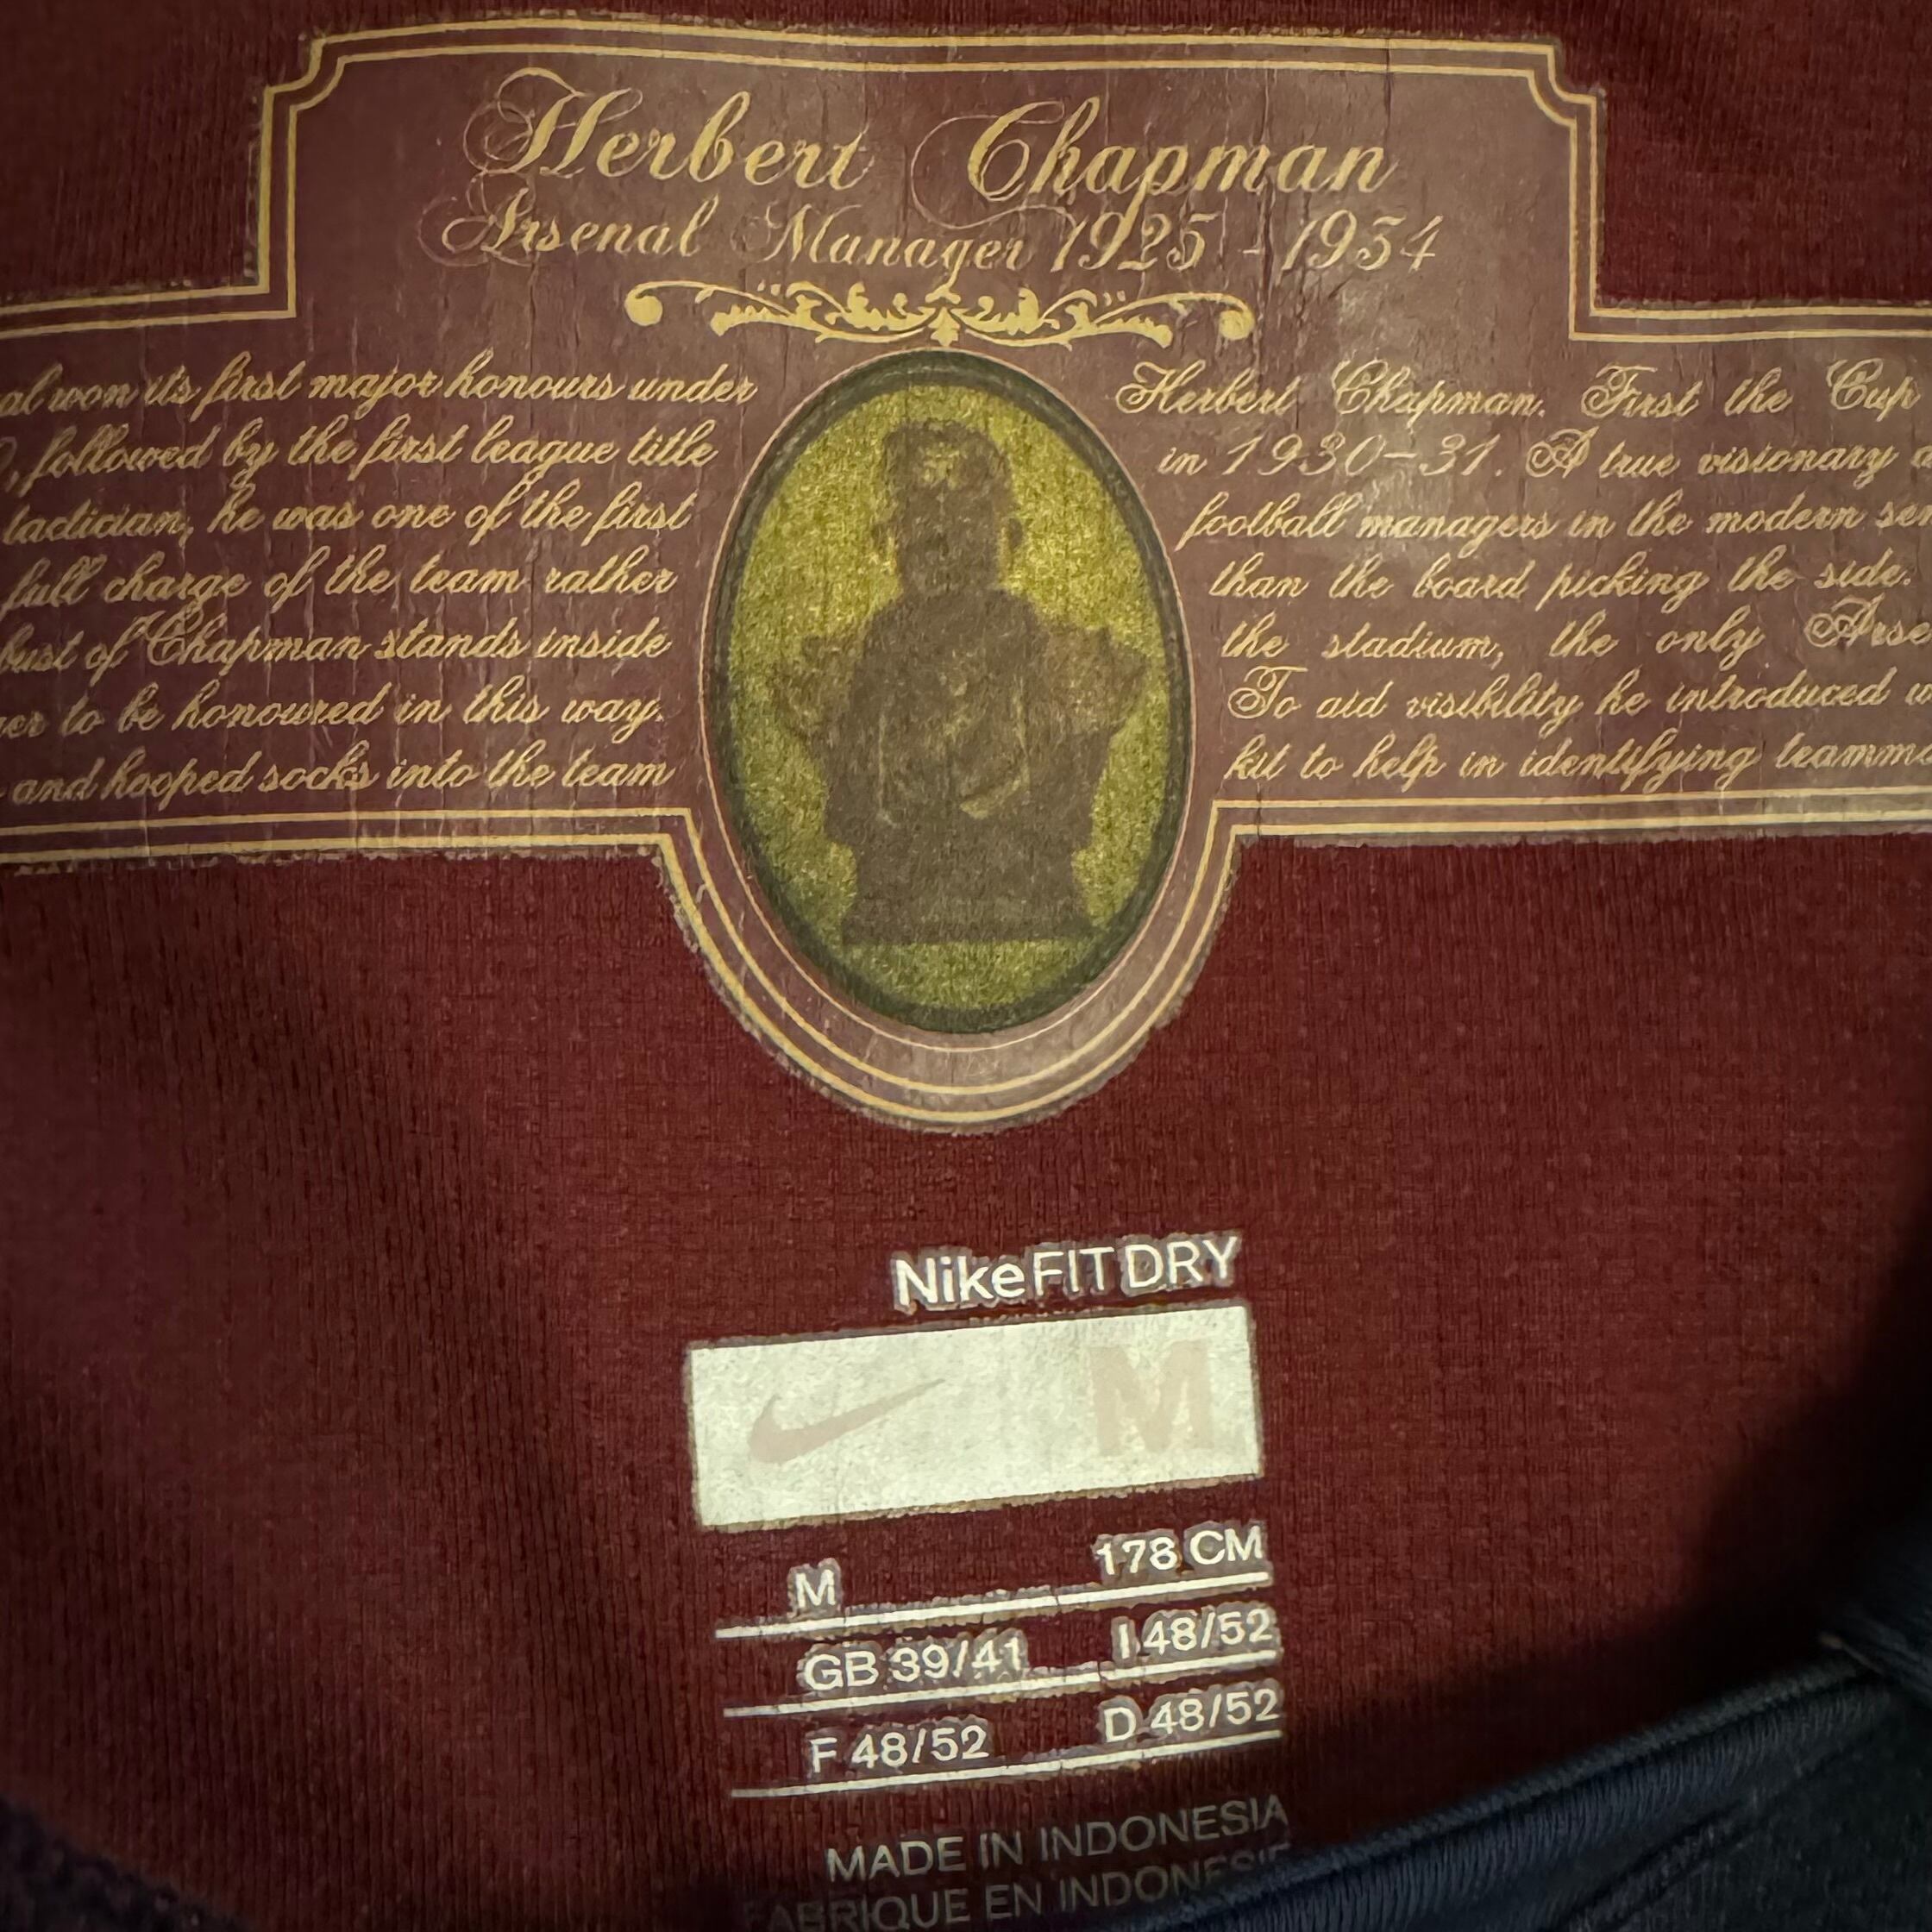 Herbert Chapman
Arsenal Manager 1925 - 1934
won its first major honours under Herbert Chapman. First the Cup
followed by the first league title in 1930-31. A true visionary
tactician, he was one of the first football managers in the modern
full charge of the team rather than the board picking the side.
bust of Chapman stands inside the stadium, the only
to be honoured in this way. To aid visibility he introduced
and hooped socks into the team kit to help in identifying
NikeFITDRY
M
M 178 CM
GB 39/41 I 48/52
F 48/52 D 48/52
MADE IN INDONESIA
FABRIQUE EN INDONESIE